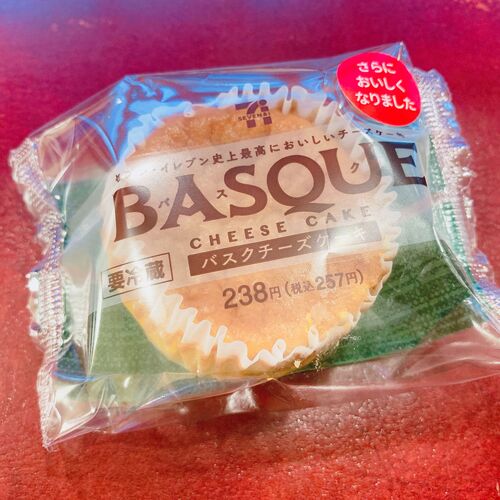 さらに
おいしく
なりました
SEVEN & i
セブン-イレブン史上最高においしいチーズケーキ
BASQUE
バスク
CHEESE CAKE
バスクチーズケーキ
要冷蔵
238円(税込257円)